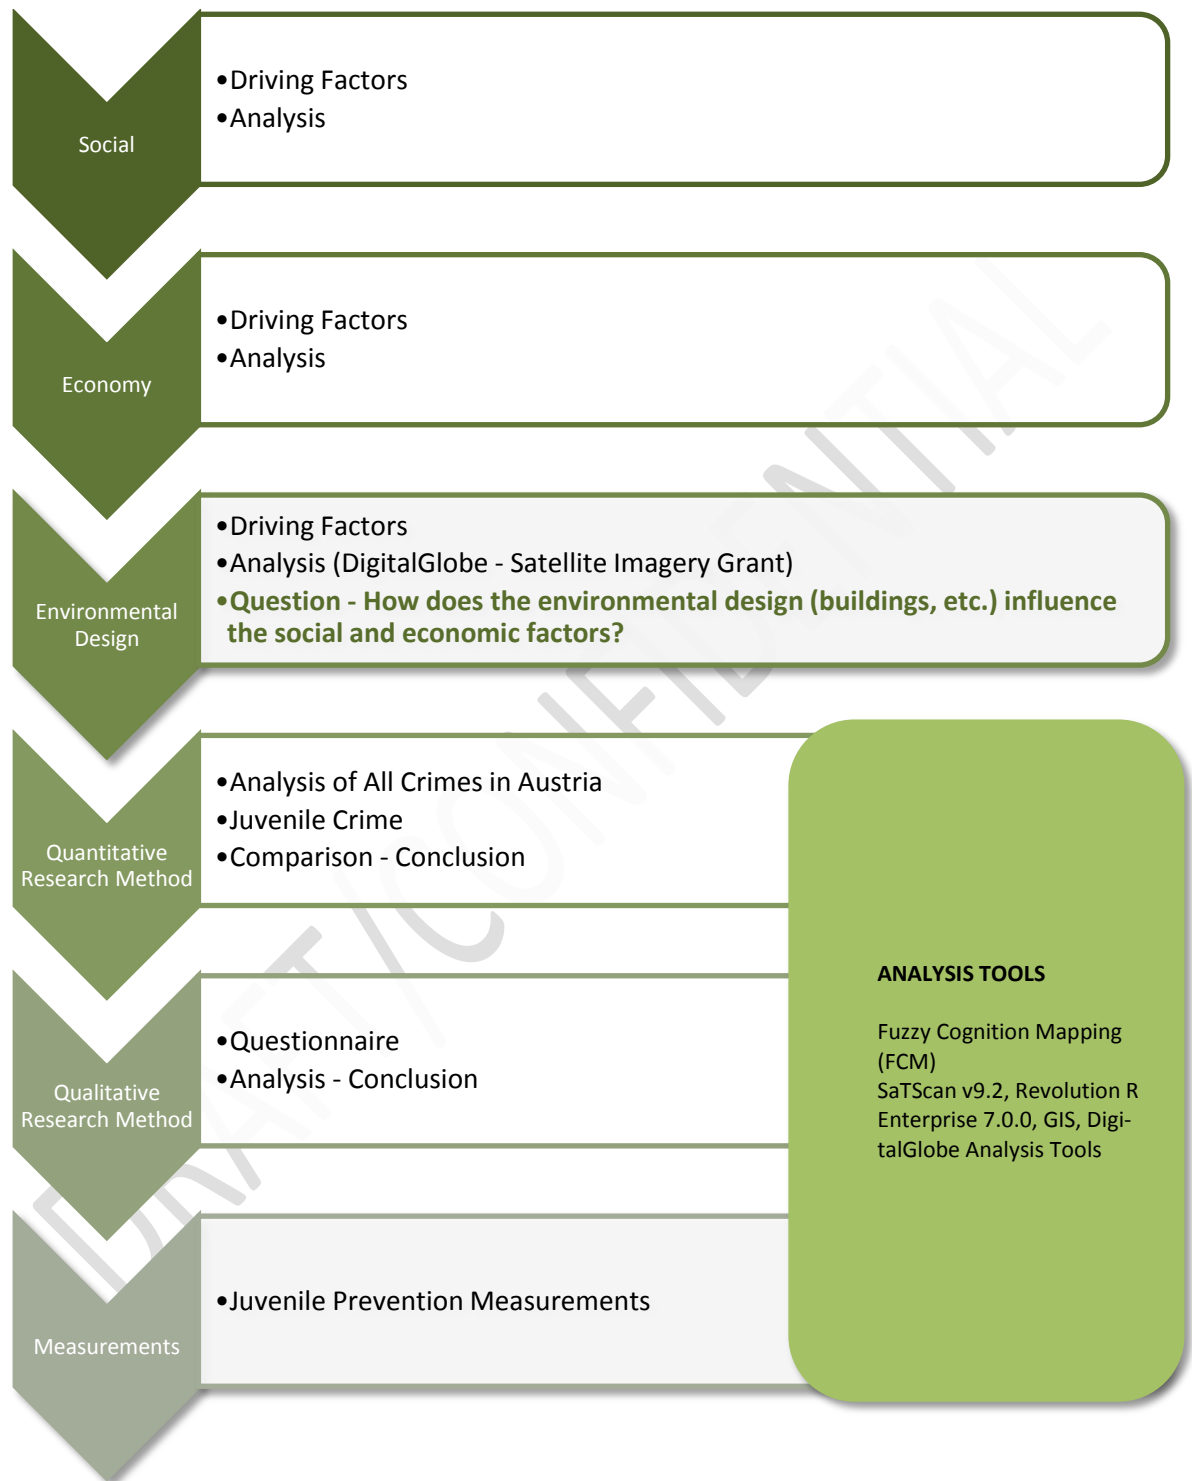 Social
•Driving Factors
•Analysis
Economy
•Driving Factors
•Analysis
Environmental
Design
•Driving Factors
•Analysis (DigitalGlobe - Satellite Imagery Grant)
•Question - How does the environmental design (buildings, etc.) influence
the social and economic factors?
Quantitative
Research Method
•Analysis of All Crimes in Austria
•Juvenile Crime
•Comparison - Conclusion
Qualitative
Research Method
•Questionnaire
•Analysis - Conclusion
Measurements
•Juvenile Prevention Measurements
ANALYSIS TOOLS
Fuzzy Cognition Mapping
(FCM)
SaTScan v9.2, Revolution R
Enterprise 7.0.0, GIS, Digi-
talGlobe Analysis Tools
DRAFT/CONFIDENTIAL